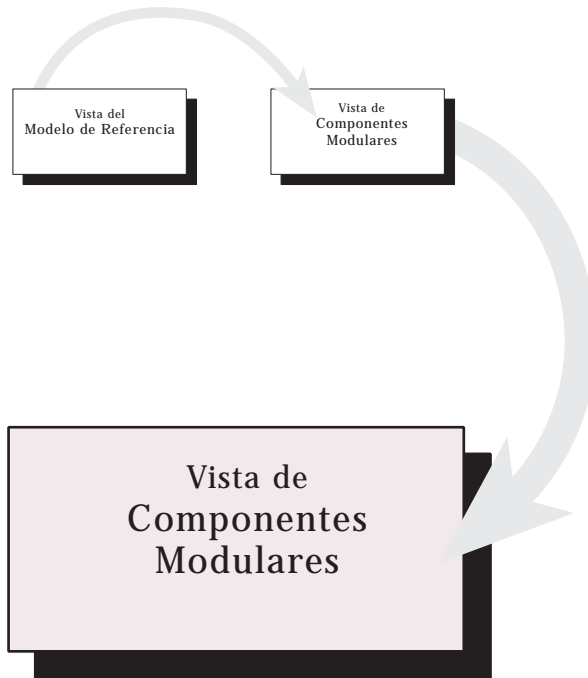 Vista del
Modelo de Referencia
Vista de
Componentes
Modulares
Vista de
Componentes
Modulares